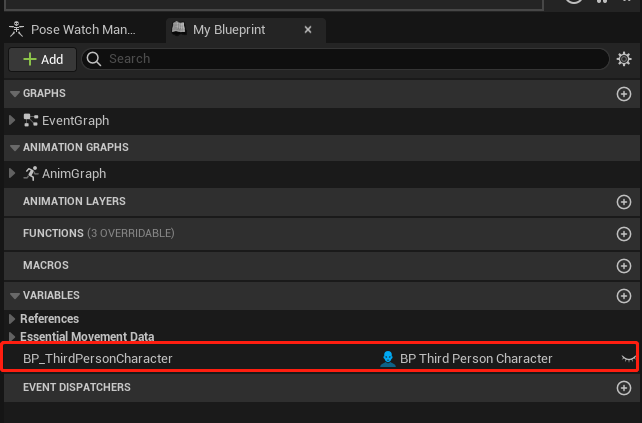 Pose Watch Man... My Blueprint
Add Search
GRAPHS
EventGraph
ANIMATION GRAPHS
AnimGraph
ANIMATION LAYERS
FUNCTIONS (3 OVERRIDABLE)
MACROS
VARIABLES
References
Essential Movement Data
BP_ThirdPersonCharacter BP Third Person Character
EVENT DISPATCHERS